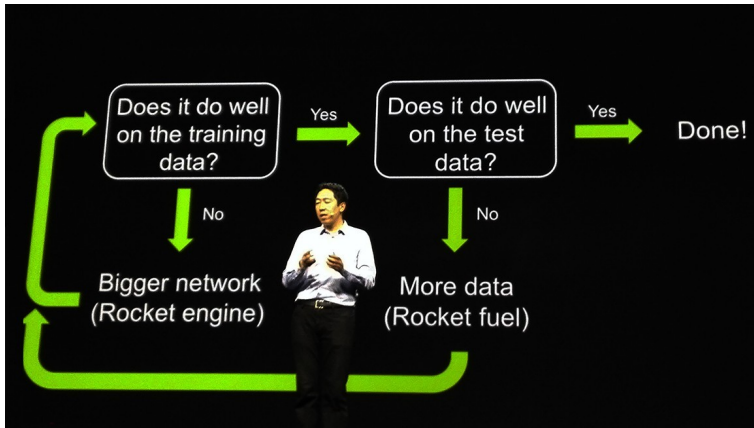 Does it do well
on the training
data?
Yes
Does it do well
on the test
data?
Yes
Done!
No
No
Bigger network
(Rocket engine)
More data
(Rocket fuel)